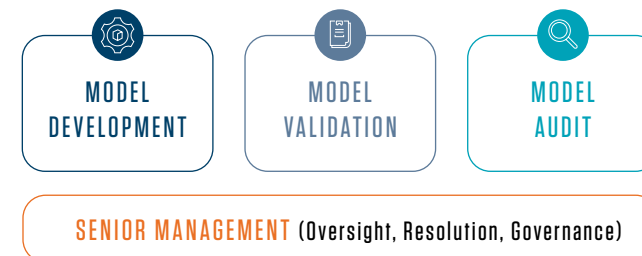 MODEL
DEVELOPMENT
MODEL
VALIDATION
MODEL
AUDIT
SENIOR MANAGEMENT (Oversight, Resolution, Governance)